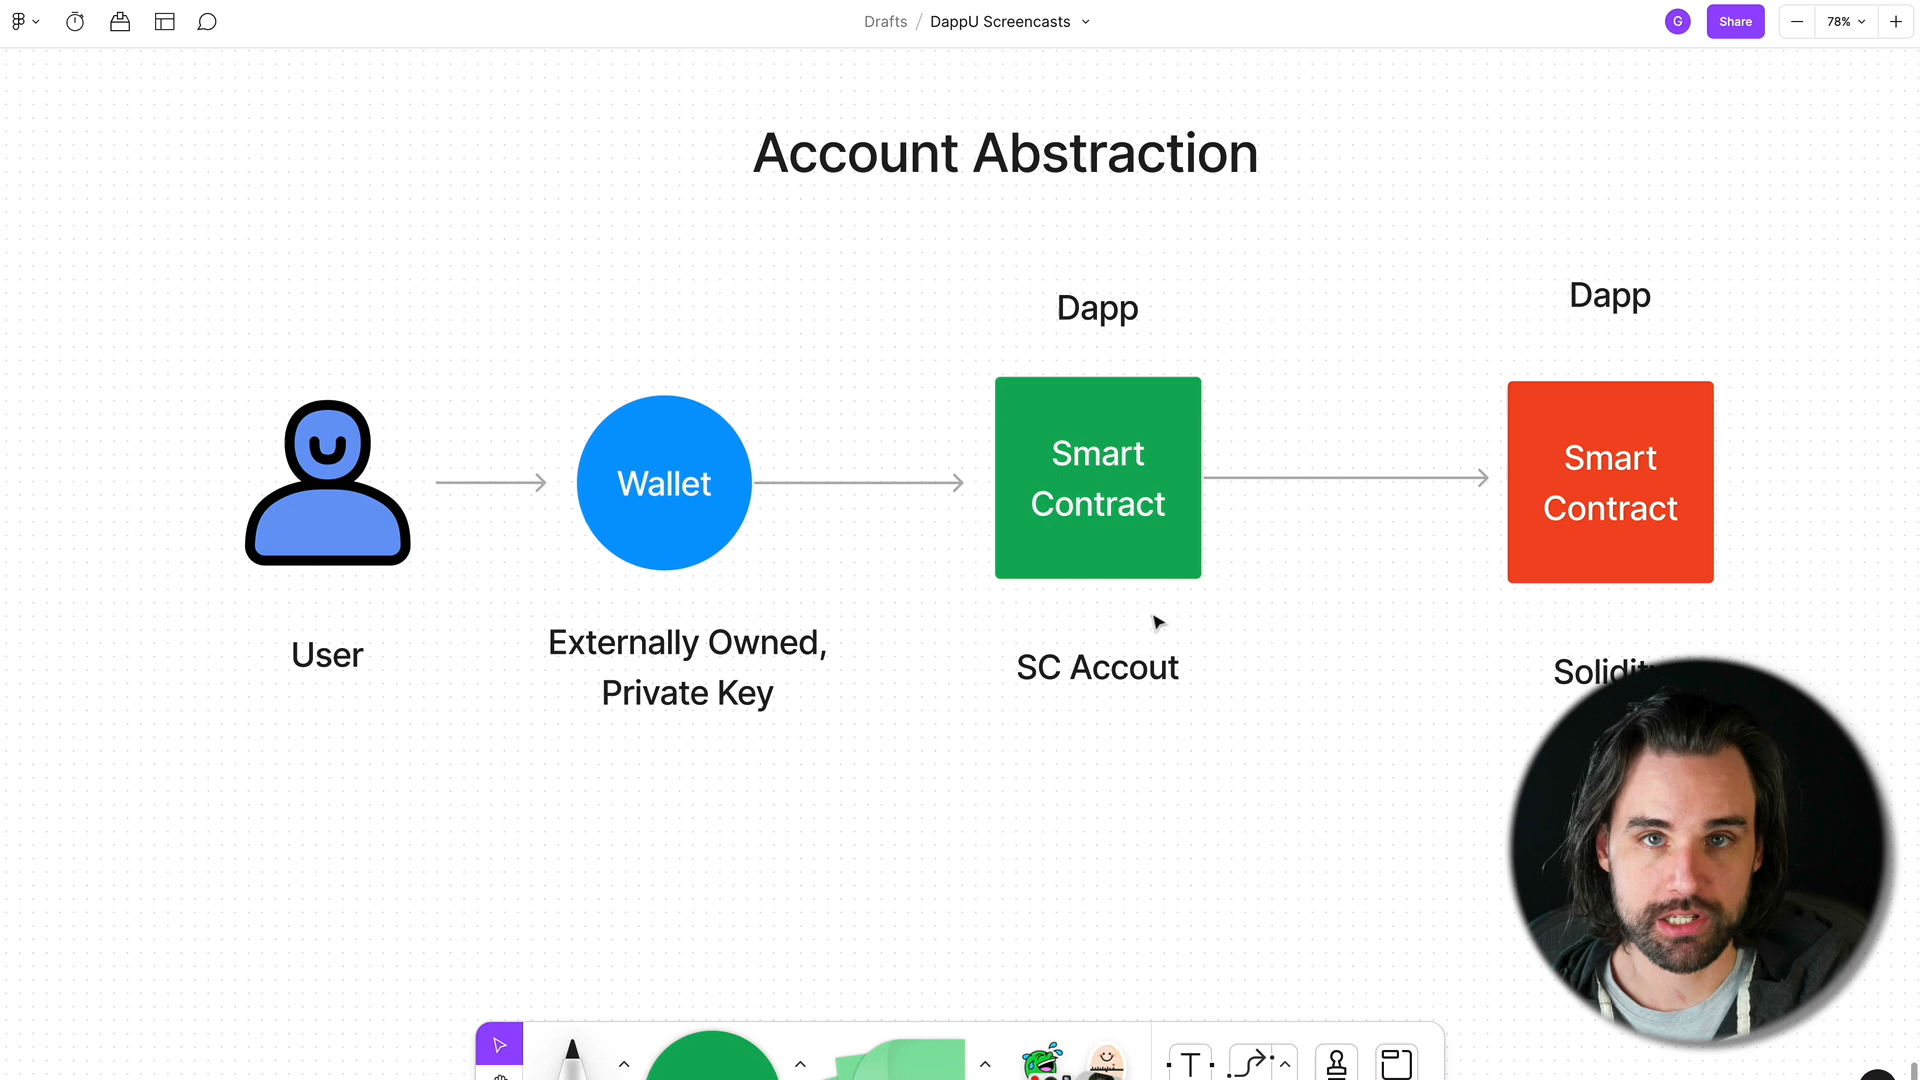 Drafts / DappU Screencasts
G
Share
78%
Account Abstraction
Dapp
Dapp
Wallet
Smart
Contract
Smart
Contract
User
Externally Owned,
Private Key
SC Accout
T